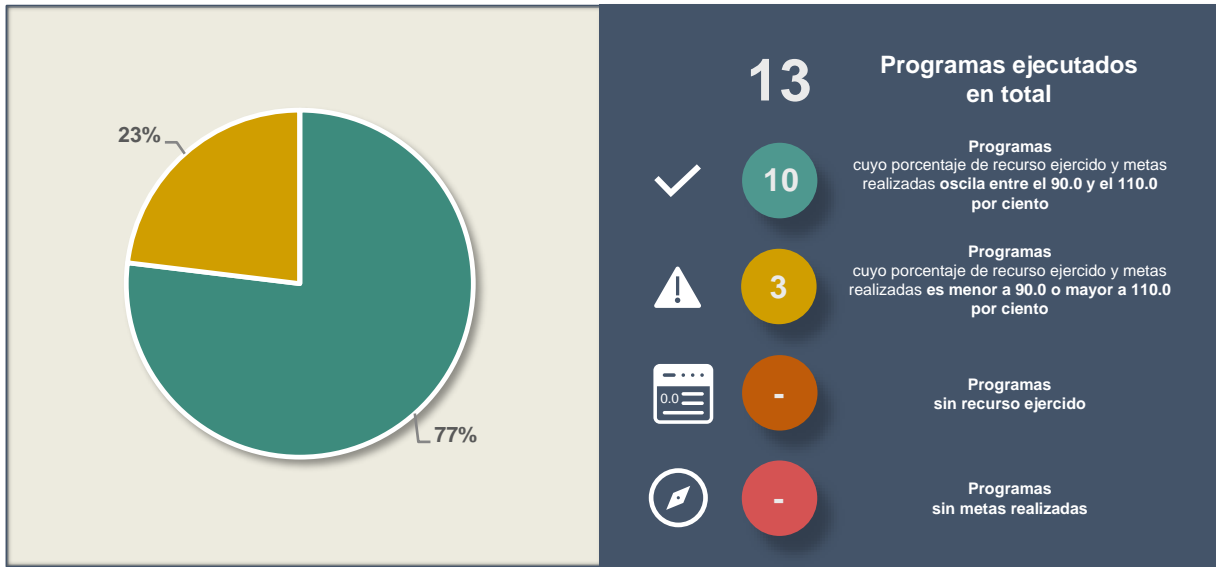 23%
77%
13
Programas ejecutados
en total
10
Programas
cuyo porcentaje de recurso ejercido y metas
realizadas oscila entre el 90.0 y el 110.0
por ciento
3
Programas
cuyo porcentaje de recurso ejercido y metas
realizadas es menor a 90.0 o mayor a 110.0
por ciento
0.0
-
Programas
sin recurso ejercido
-
Programas
sin metas realizadas